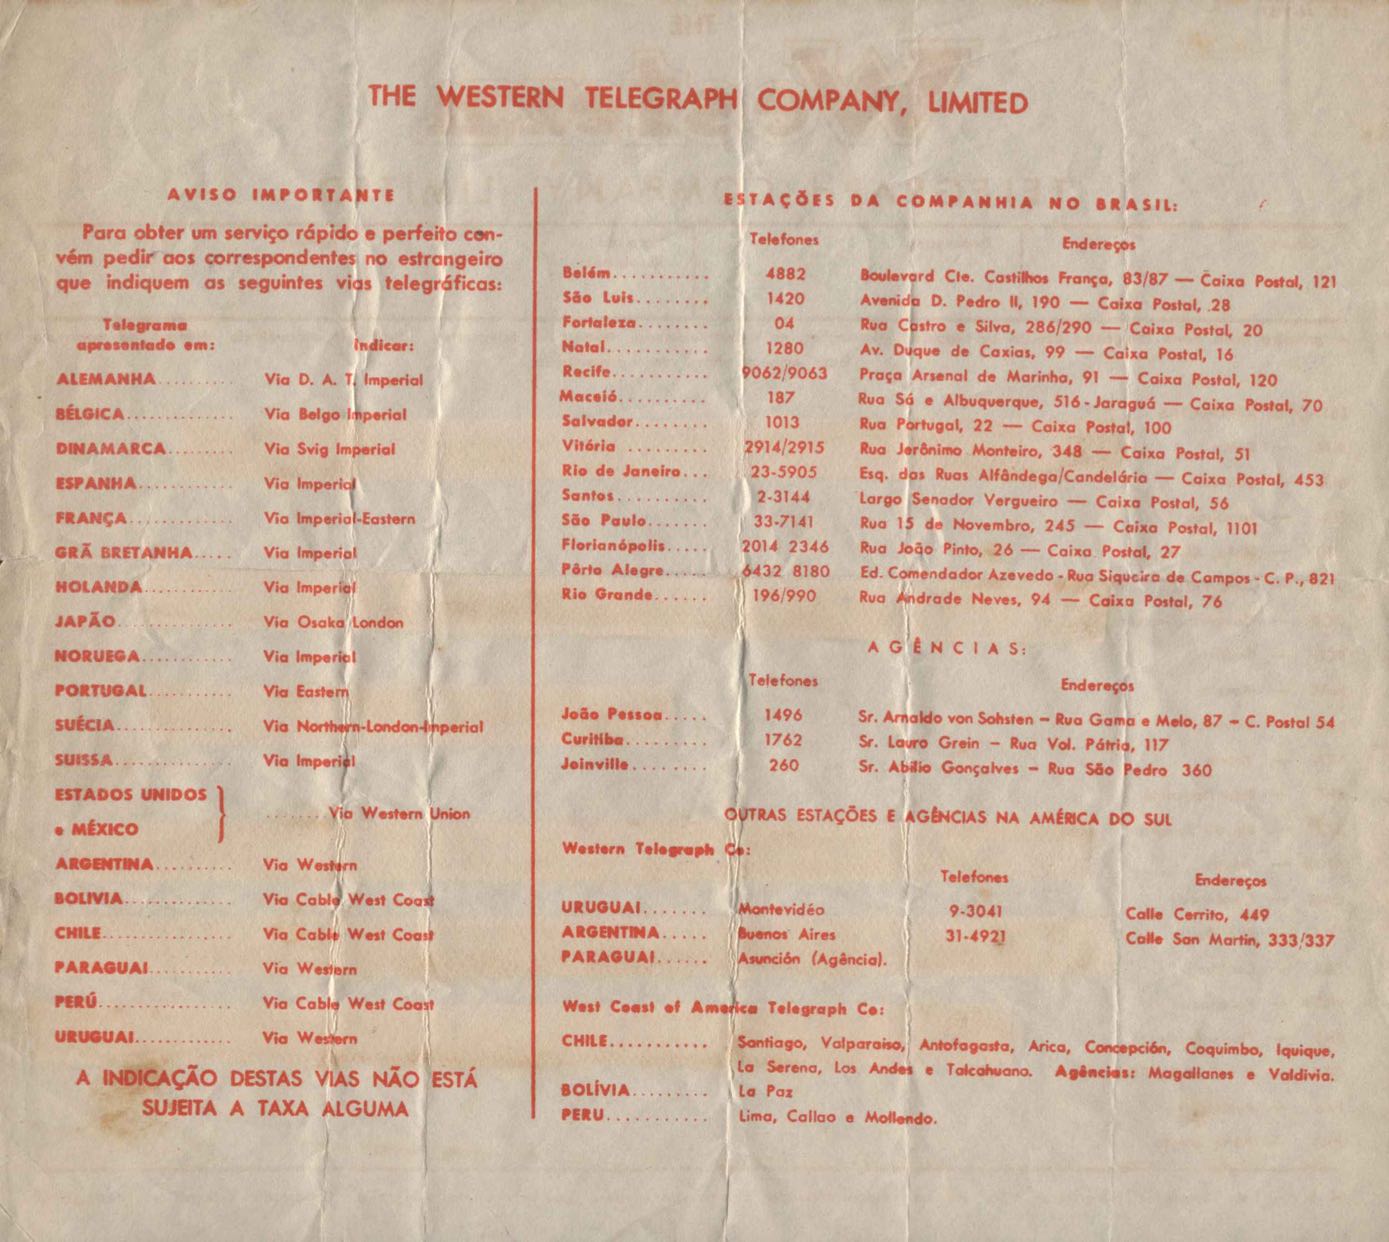 THE WESTERN TELEGRAPH COMPANY, LIMITED
AVISO IMPORTANTE
Para obter um serviço rápido e perfeito con-
vém pedir aos correspondentes no estrangeiro
que indiquem as seguintes vias telegráficas:
Telegrama
apresentado em: Indicar:
ALEMANHA.......... Via D. A. T. Imperial
BÉLGICA.............. Via Belgo Imperial
DINAMARCA......... Via Svig Imperial
ESPANHA............. Via Imperial
FRANÇA.............. Via Imperial-Eastern
GRÃ BRETANHA..... Via Imperial
HOLANDA............ Via Imperial
JAPÃO............... Via Osaka London
NORUEGA............ Via Imperial
PORTUGAL........... Via Eastern
SUÉCIA............... Via Northern-London-Imperial
SUISSA............... Via Imperial
ESTADOS UNIDOS
e MÉXICO } ....... Via Western Union
ARGENTINA.......... Via Western
BOLIVIA.............. Via Cable West Coast
CHILE................. Via Cable West Coast
PARAGUAI........... Via Western
PERÚ................. Via Cable West Coast
URUGUAI............. Via Western
A INDICAÇÃO DESTAS VIAS NÃO ESTÁ
SUJEITA A TAXA ALGUMA
ESTAÇÕES DA COMPANHIA NO BRASIL:
Telefones Endereços
Belém........... 4882 Boulevard Cle. Castilhos França, 83/87 — Caixa Postal, 121
São Luis........ 1420 Avenida D. Pedro II, 190 — Caixa Postal, 28
Fortaleza........ 04 Rua Castro e Silva, 286/290 — Caixa Postal, 20
Natal............ 1280 Av. Duque de Caxias, 99 — Caixa Postal, 16
Recife........... 9062/9063 Praça Arsenal de Marinha, 91 — Caixa Postal, 120
Maceió.......... 187 Rua Sá e Albuquerque, 516-Jaraguá — Caixa Postal, 70
Salvador........ 1013 Rua Portugal, 22 — Caixa Postal, 100
Vitória ......... 2914/2915 Rua Jerônimo Monteiro, 348 — Caixa Postal, 51
Rio de Janeiro... 23-5905 Esq. das Ruas Alfândega/Candelária — Caixa Postal, 453
Santos.......... 2-3144 Largo Senador Vergueiro — Caixa Postal, 56
São Paulo....... 33-7141 Rua 15 de Novembro, 245 — Caixa Postal, 1101
Florianópolis..... 2014 2346 Rua João Pinto, 26 — Caixa Postal, 27
Pôrto Alegre..... 6432 8180 Ed. Comendador Azevedo - Rua Siqueira de Campos - C. P., 821
Rio Grande...... 196/990 Rua Andrade Neves, 94 — Caixa Postal, 76
AGÊNCIAS:
Telefones Endereços
João Pessoa..... 1496 Sr. Arnaldo von Sohsten – Rua Gama e Melo, 87 – C. Postal 54
Curitiba......... 1762 Sr. Lauro Grein – Rua Vol. Pátria, 117
Joinville......... 260 Sr. Abilio Gonçalves – Rua São Pedro 360
OUTRAS ESTAÇÕES E AGÊNCIAS NA AMÉRICA DO SUL
Western Telegraph Co:
Telefones Endereços
URUGUAI....... Montevidéo 9-3041 Calle Cerrito, 449
ARGENTINA..... Buenos Aires 31-4921 Calle San Martin, 333/337
PARAGUAI...... Asunción (Agência).
West Coast of America Telegraph Co:
CHILE........... Santiago, Valparaiso, Antofagasta, Arica, Concepción, Coquimbo, Iquique,
La Serena, Los Andes e Talcahuano. Agências: Magallanes e Valdivia.
BOLÍVIA......... La Paz
PERU........... Lima, Callao e Mollendo.